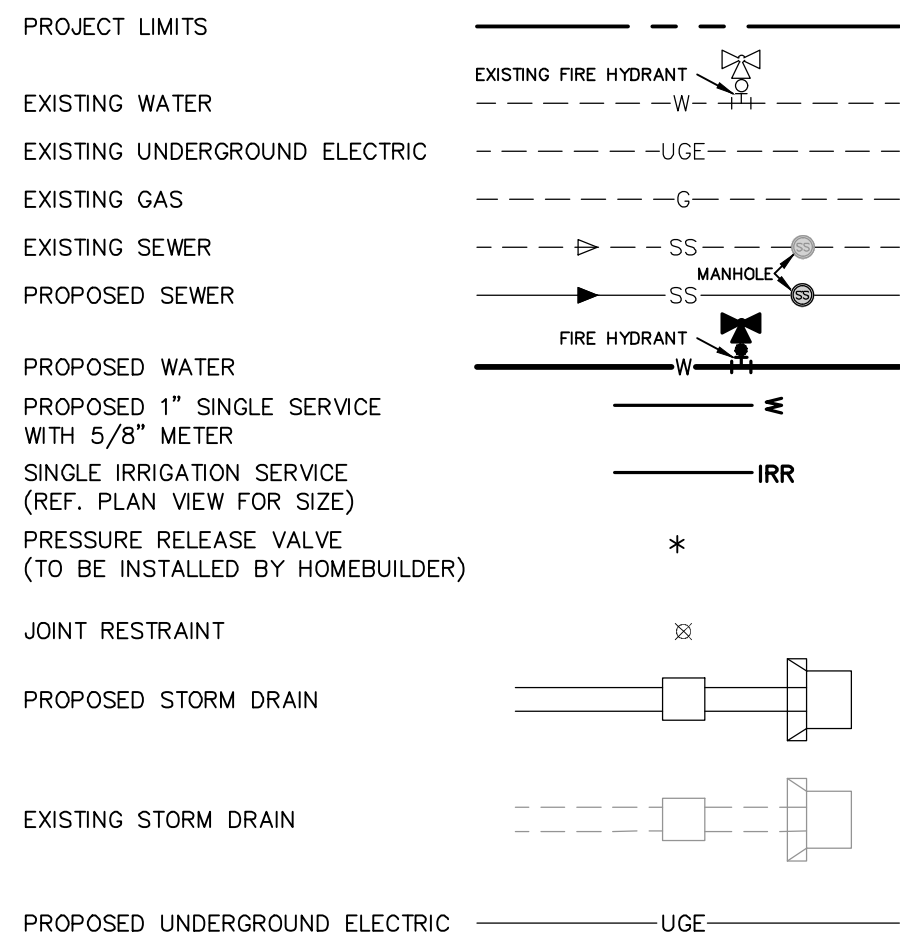 PROJECT LIMITS
EXISTING FIRE HYDRANT
EXISTING WATER W
EXISTING UNDERGROUND ELECTRIC UGE
EXISTING GAS G
EXISTING SEWER SS SS
MANHOLE
PROPOSED SEWER SS SS
FIRE HYDRANT
PROPOSED WATER W
PROPOSED 1” SINGLE SERVICE
WITH 5/8” METER
W
SINGLE IRRIGATION SERVICE IRR
(REF. PLAN VIEW FOR SIZE)
PRESSURE RELEASE VALVE
(TO BE INSTALLED BY HOMEBUILDER)
*
JOINT RESTRAINT
PROPOSED STORM DRAIN
EXISTING STORM DRAIN
PROPOSED UNDERGROUND ELECTRIC UGE